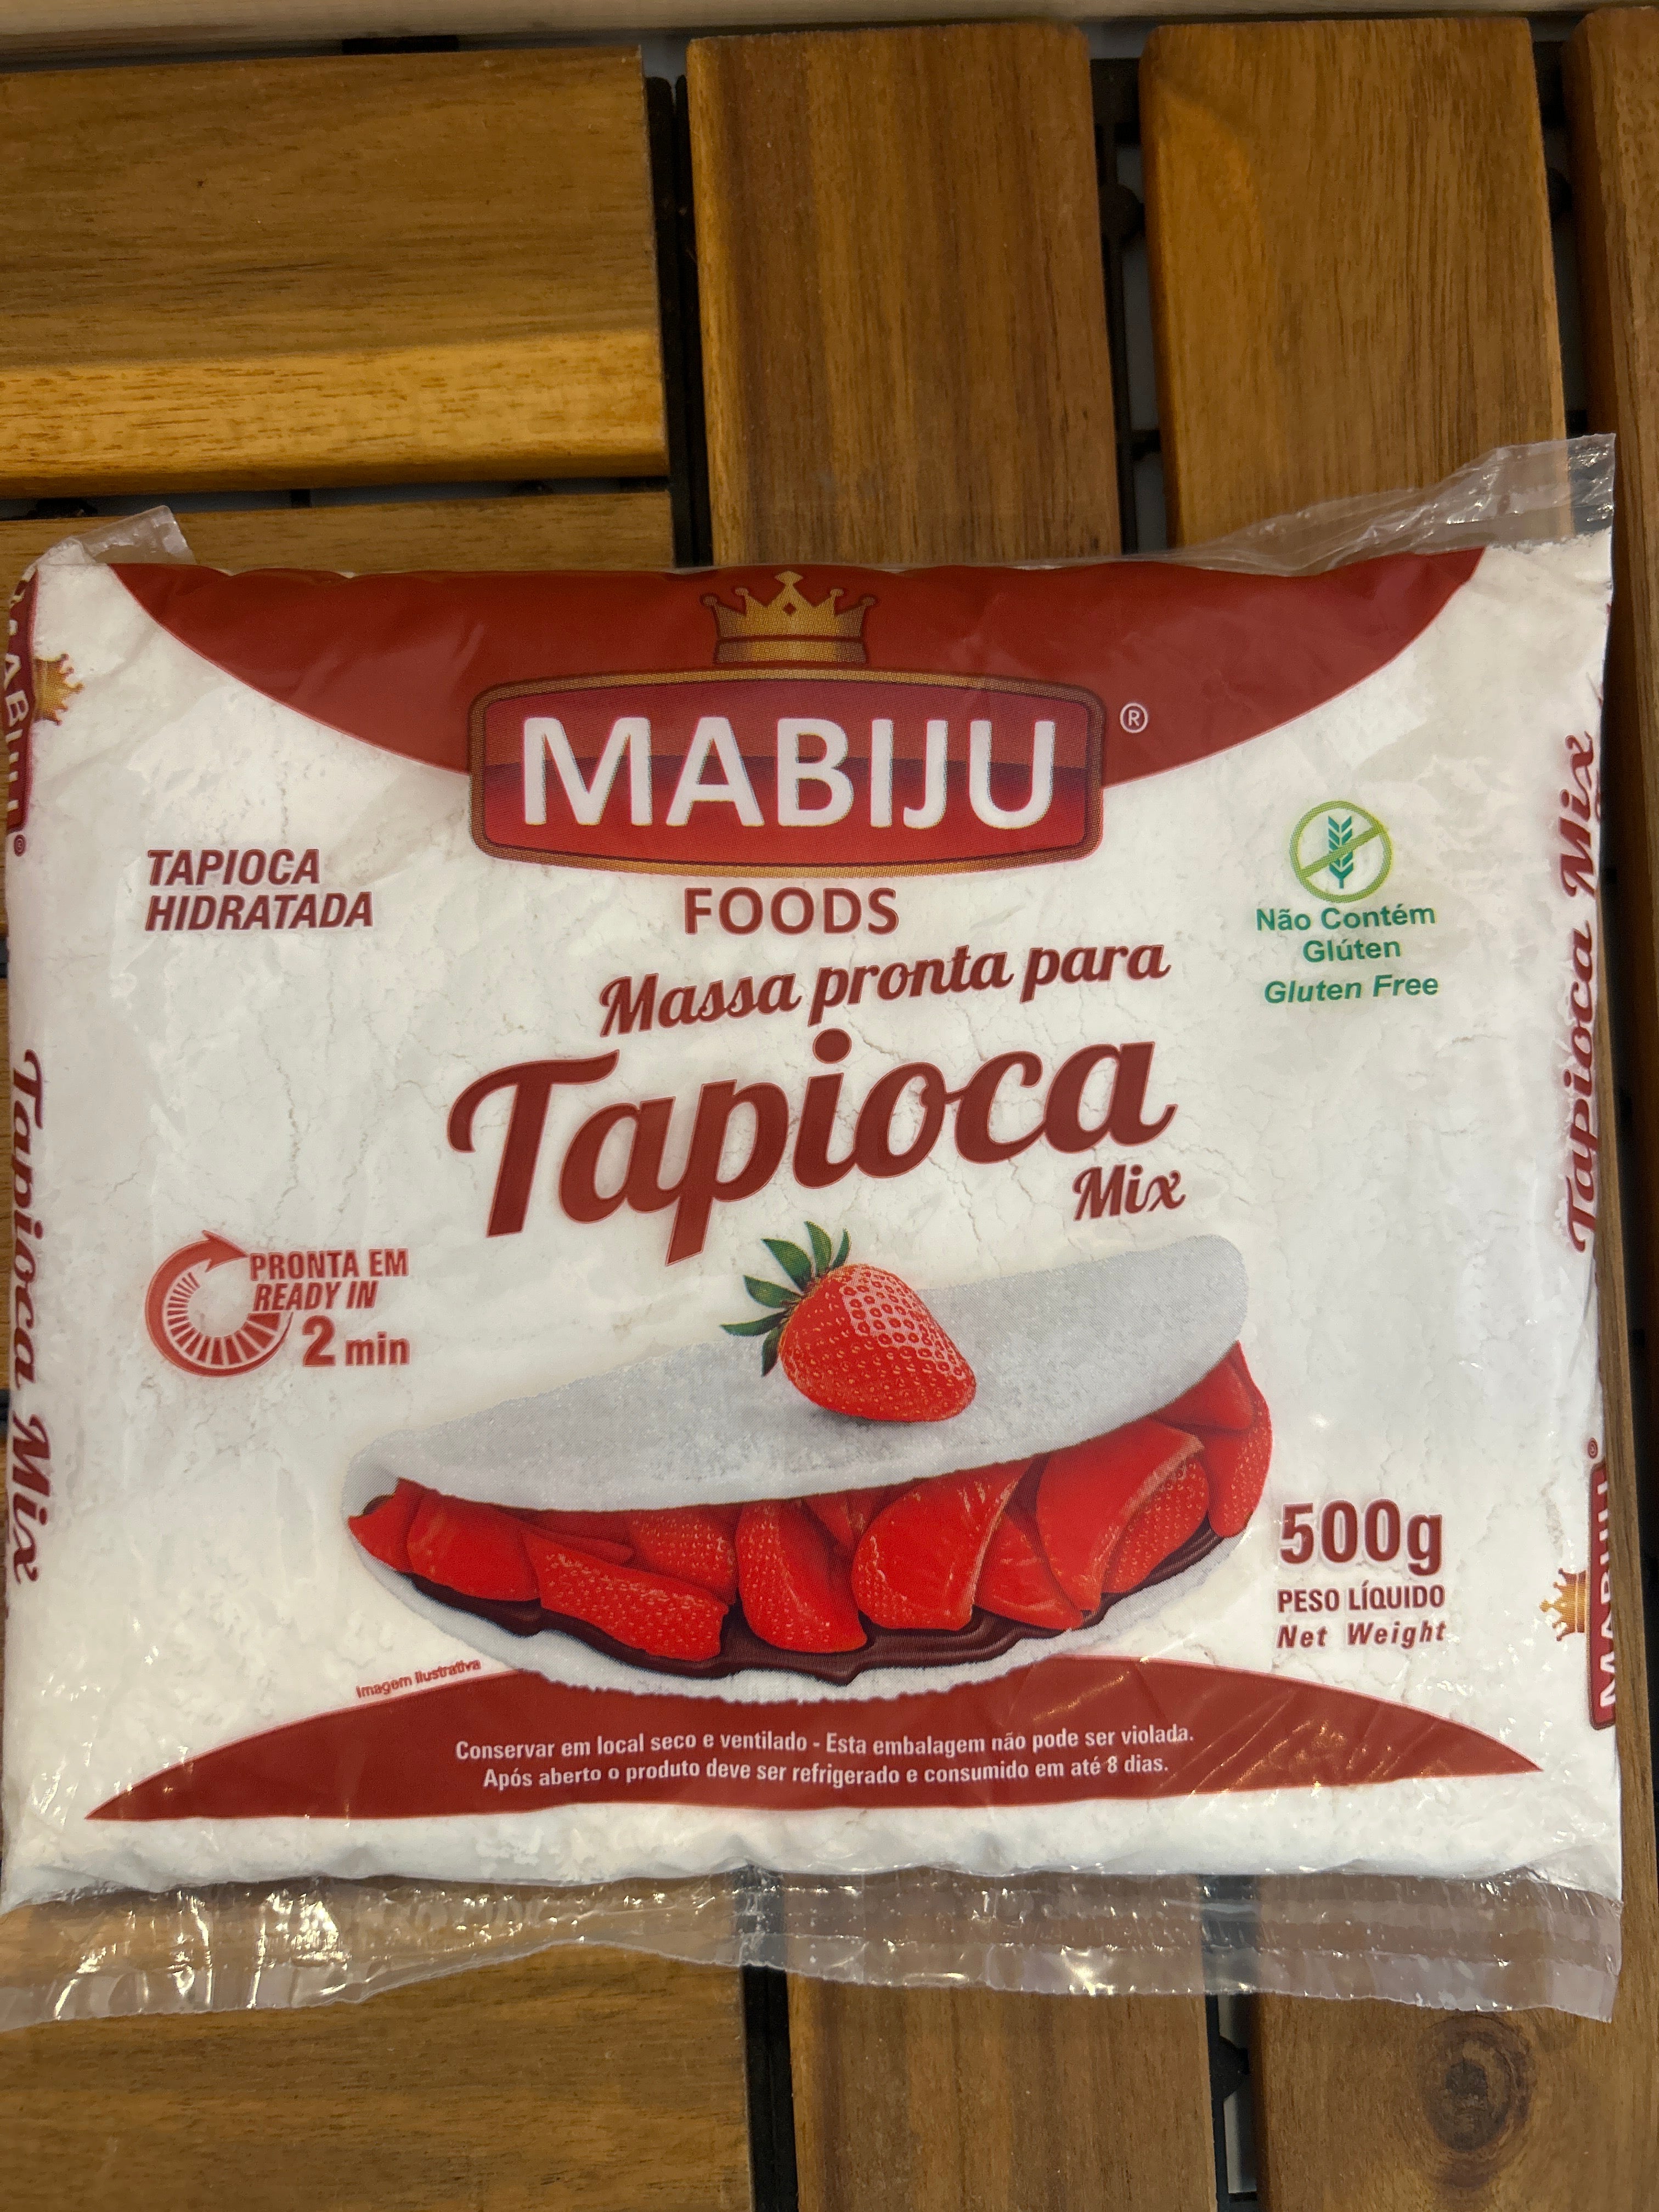 MABIJU
®
FOODS
TAPIOCA
HIDRATADA
Não Contém
Glúten
Gluten Free
Massa pronta para
Tapioca
Mix
PRONTA EM
READY IN
2 min
500g
PESO LÍQUIDO
Net Weight
Imagem Ilustrativa
Conservar em local seco e ventilado - Esta embalagem não pode ser violada.
Após aberto o produto deve ser refrigerado e consumido em até 8 dias.
MABIJU®
Tapioca Mix
Tapioca Mix
MABIJU®